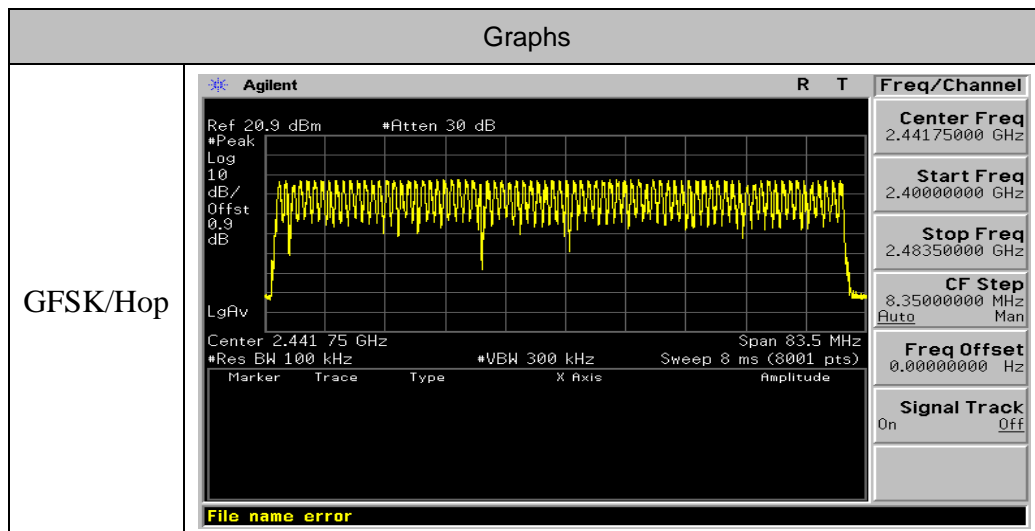 Graphs
GFSK/Hop
Agilent R T
Ref 20.9 dBm #Atten 30 dB
#Peak
Log
10
dB/
Offst
0.9
dB
LgAv
Center 2.441 75 GHz Span 83.5 MHz
#Res BW 100 kHz #VBW 300 kHz Sweep 8 ms (8001 pts)
Marker Trace Type X Axis Amplitude
File name error
Freq/Channel
Center Freq
2.44175000 GHz
Start Freq
2.40000000 GHz
Stop Freq
2.48350000 GHz
CF Step
8.35000000 MHz
Auto Man
Freq Offset
0.00000000 Hz
Signal Track
On Off